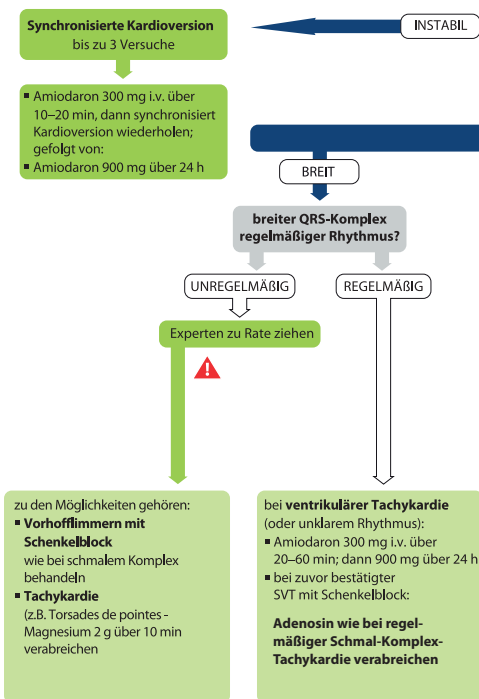 Synchronisierte Kardioversion
bis zu 3 Versuche
INSTABIL
▪ Amiodaron 300 mg i.v. über
10–20 min, dann synchronisiert
Kardioversion wiederholen;
gefolgt von:
▪ Amiodaron 900 mg über 24 h
BREIT
breiter QRS-Komplex
regelmäßiger Rhythmus?
UNREGELMÄßIG
REGELMÄßIG
Experten zu Rate ziehen
zu den Möglichkeiten gehören:
▪ Vorhofflimmern mit
Schenkelblock
wie bei schmalem Komplex
behandeln
▪ Tachykardie
(z.B. Torsades de pointes -
Magnesium 2 g über 10 min
verabreichen
bei ventrikulärer Tachykardie
(oder unklarem Rhythmus):
▪ Amiodaron 300 mg i.v. über
20–60 min; dann 900 mg über 24 h
▪ bei zuvor bestätigter
SVT mit Schenkelblock:
Adenosin wie bei regel-
mäßiger Schmal-Komplex-
Tachykardie verabreichen